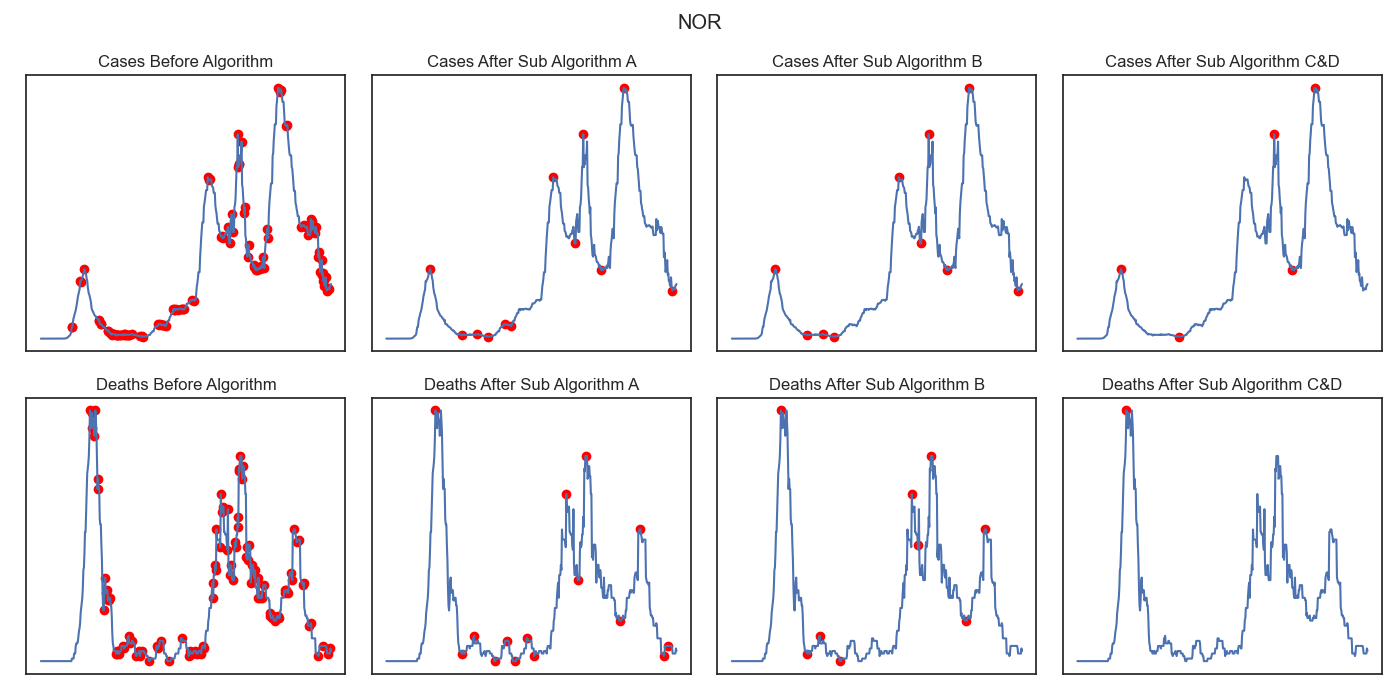 NOR
Cases Before Algorithm
Cases After Sub Algorithm A
Cases After Sub Algorithm B
Cases After Sub Algorithm C&D
Deaths Before Algorithm
Deaths After Sub Algorithm A
Deaths After Sub Algorithm B
Deaths After Sub Algorithm C&D